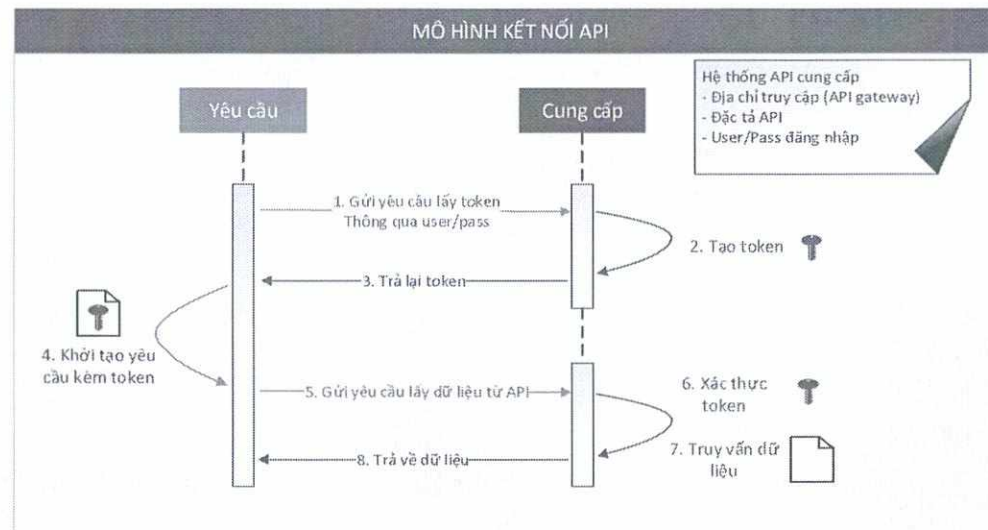 MÔ HÌNH KẾT NỐI API
Hệ thống API cung cấp
- Địa chỉ truy cập (API gateway)
- Đặc tả API
- User/Pass đăng nhập
Yêu cầu
Cung cấp
1. Gửi yêu cầu lấy token
Thông qua user/pass
2. Tạo token
3. Trả lại token
4. Khởi tạo yêu
cầu kèm token
5. Gửi yêu cầu lấy dữ liệu từ API
6. Xác thực
token
7. Truy vấn dữ
liệu
8. Trả về dữ liệu